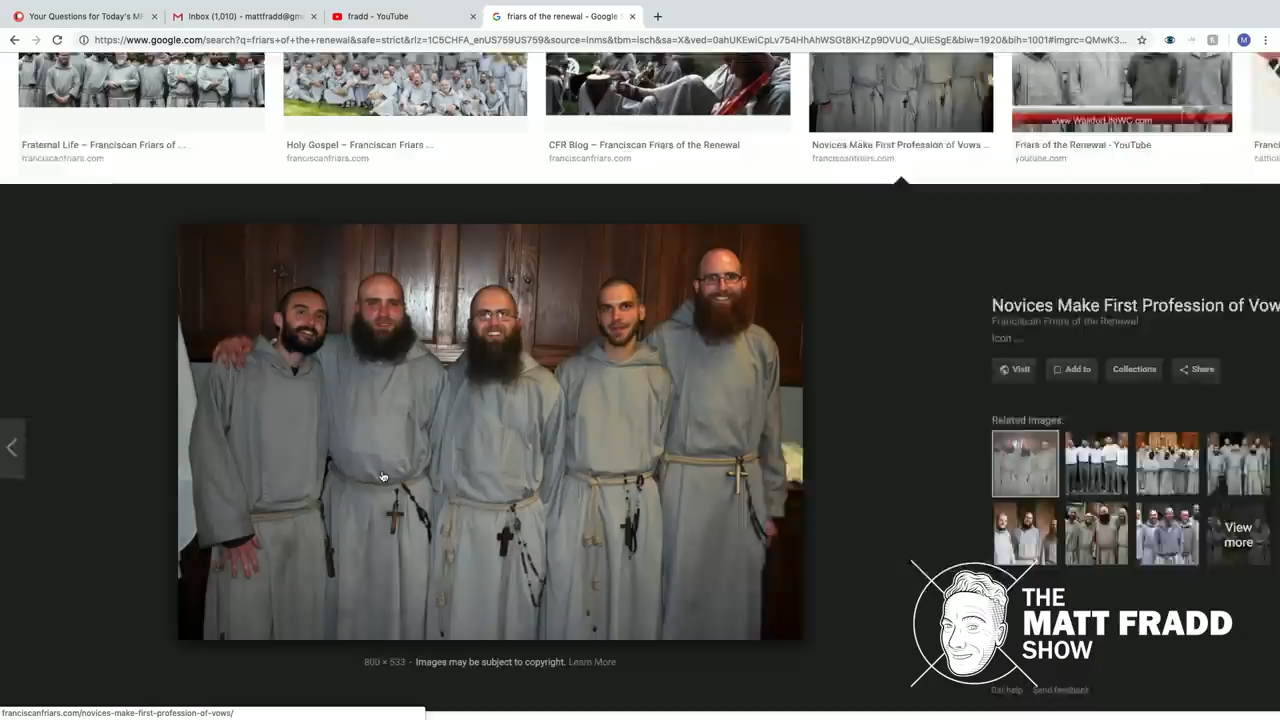 Your Questions for Today's M
Inbox (1,010) - mattfradd@gm
fradd - YouTube
friars of the renewal - Google
https://www.google.com/search?q=friars+of+the+renewal&safe=strict&rlz=1C5CHFA_enUS759US759&source=lnms&tbm=isch&sa=X&ved=0ahUKEwiCpLv754HhAhWSGt8KHZp9DVUQ_AUIESgE&biw=1920&bih=1001#imgrc=QMwK3...
www.WordofLifeWC.com
Fraternal Life – Franciscan Friars of ...
franciscanfriars.com
Holy Gospel – Franciscan Friars ...
franciscanfriars.com
CFR Blog – Franciscan Friars of the Renewal
franciscanfriars.com
Novices Make First Profession of Vows ...
franciscanfriars.com
Friars of the Renewal - YouTube
youtube.com
Franci
Novices Make First Profession of Vow
Franciscan Friars of the Renewal
Icon ...
Visit
Add to
Collections
Share
Related images:
View
more
THE
MATT FRADD
SHOW
800 × 533 - Images may be subject to copyright. Learn More
Get help Send feedback
franciscanfriars.com/novices-make-first-profession-of-vows/